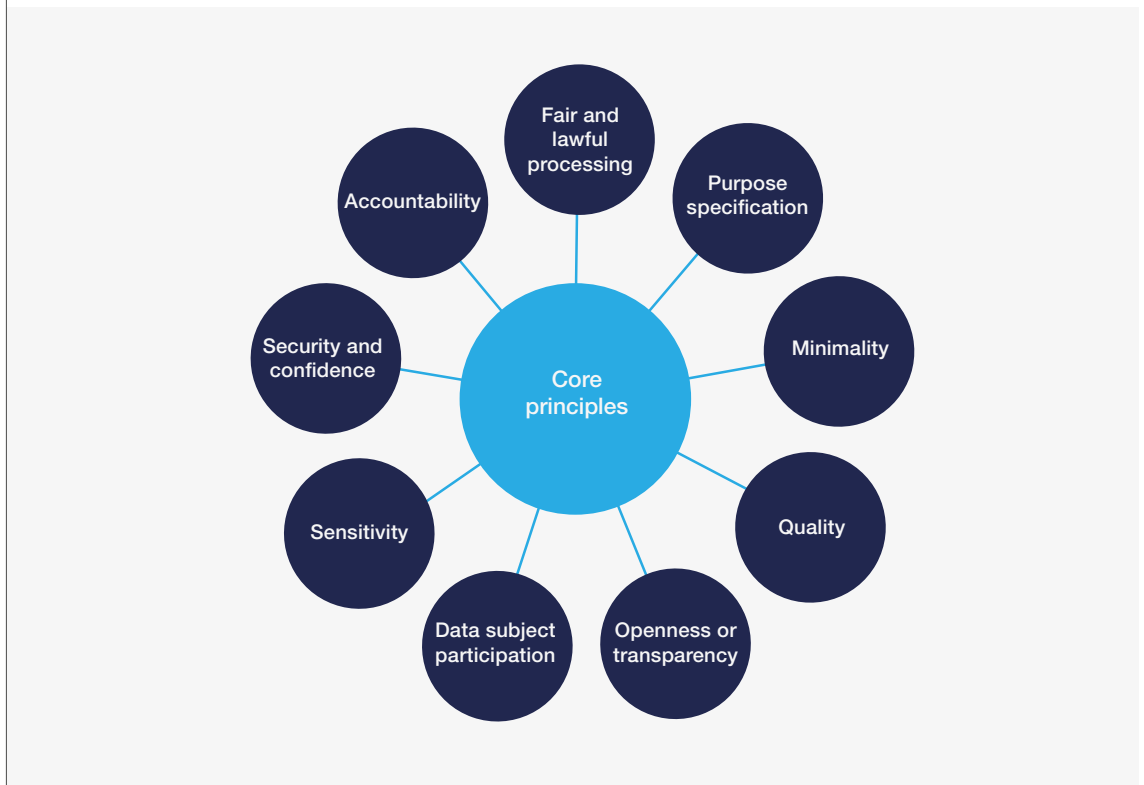 Fair and
lawful
processing
Purpose
specification
Minimality
Quality
Openness or
transparency
Data subject
participation
Sensitivity
Security and
confidence
Accountability
Core
principles